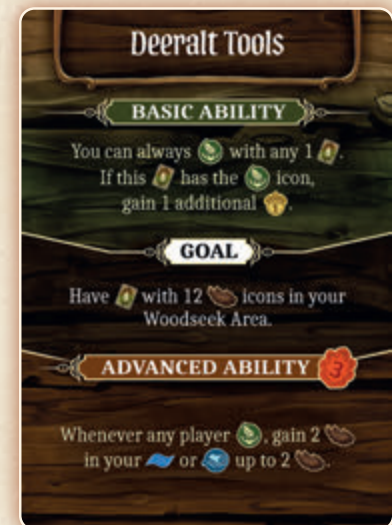 Deeralt Tools
BASIC ABILITY
You can always with any 1 .
If this has the icon,
gain 1 additional .
GOAL
Have with 12 icons in your
Woodseek Area.
ADVANCED ABILITY 3
Whenever any player , gain 2
in your or up to 2 .